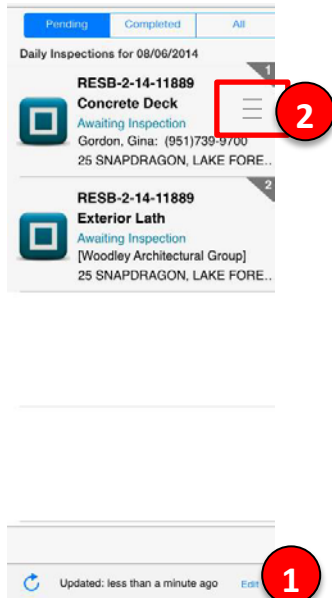 Pending Completed All
Daily Inspections for 08/06/2014
1
RESB-2-14-11889
Concrete Deck
Awaiting Inspection
Gordon, Gina: (951)739-9700
25 SNAPDRAGON, LAKE FORE..
2
2
RESB-2-14-11889
Exterior Lath
Awaiting Inspection
[Woodley Architectural Group]
25 SNAPDRAGON, LAKE FORE..
Updated: less than a minute ago Edit
1